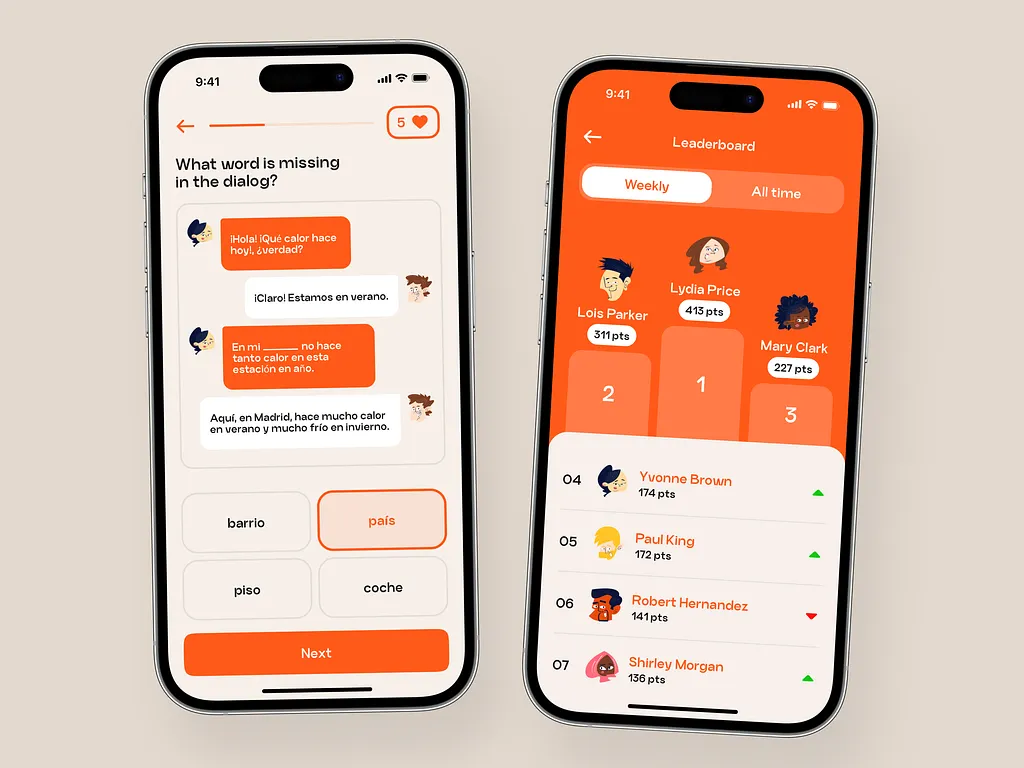 9:41
5
What word is missing
in the dialog?
¡Hola! ¡Qué calor hace
hoy!, ¿verdad?
¡Claro! Estamos en verano.
En mi ______ no hace
tanto calor en esta
estación en año.
Aquí, en Madrid, hace mucho calor
en verano y mucho frío en invierno.
barrio
país
piso
coche
Next
9:41
Leaderboard
Weekly
All time
Lydia Price
413 pts
Lois Parker
311 pts
Mary Clark
227 pts
2
1
3
04
Yvonne Brown
174 pts
05
Paul King
172 pts
06
Robert Hernandez
141 pts
07
Shirley Morgan
136 pts